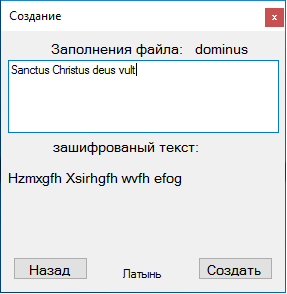 Создание
x
Заполнения файла: dominus
Sanctus Christus deus vult
зашифрованый текст:
Hzmxgfh Xsirhgfh wvfh efog
Назад Латынь Создать